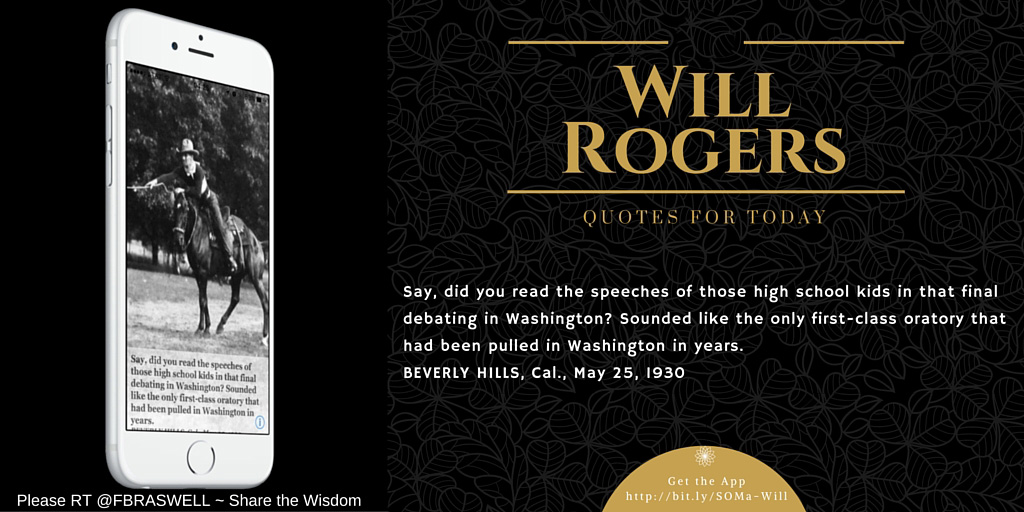 Will
Rogers
QUOTES FOR TODAY
Say, did you read the speeches of those high school kids in that final
debating in Washington? Sounded like the only first-class oratory that
had been pulled in Washington in years.
BEVERLY HILLS, Cal., May 25, 1930
Say, did you read the speeches of
those high school kids in that final
debating in Washington? Sounded
like the only first-class oratory that
had been pulled in Washington in
years.
Get the App
http://bit.ly/SOMa-Will
Please RT @FBRASWELL ~ Share the Wisdom